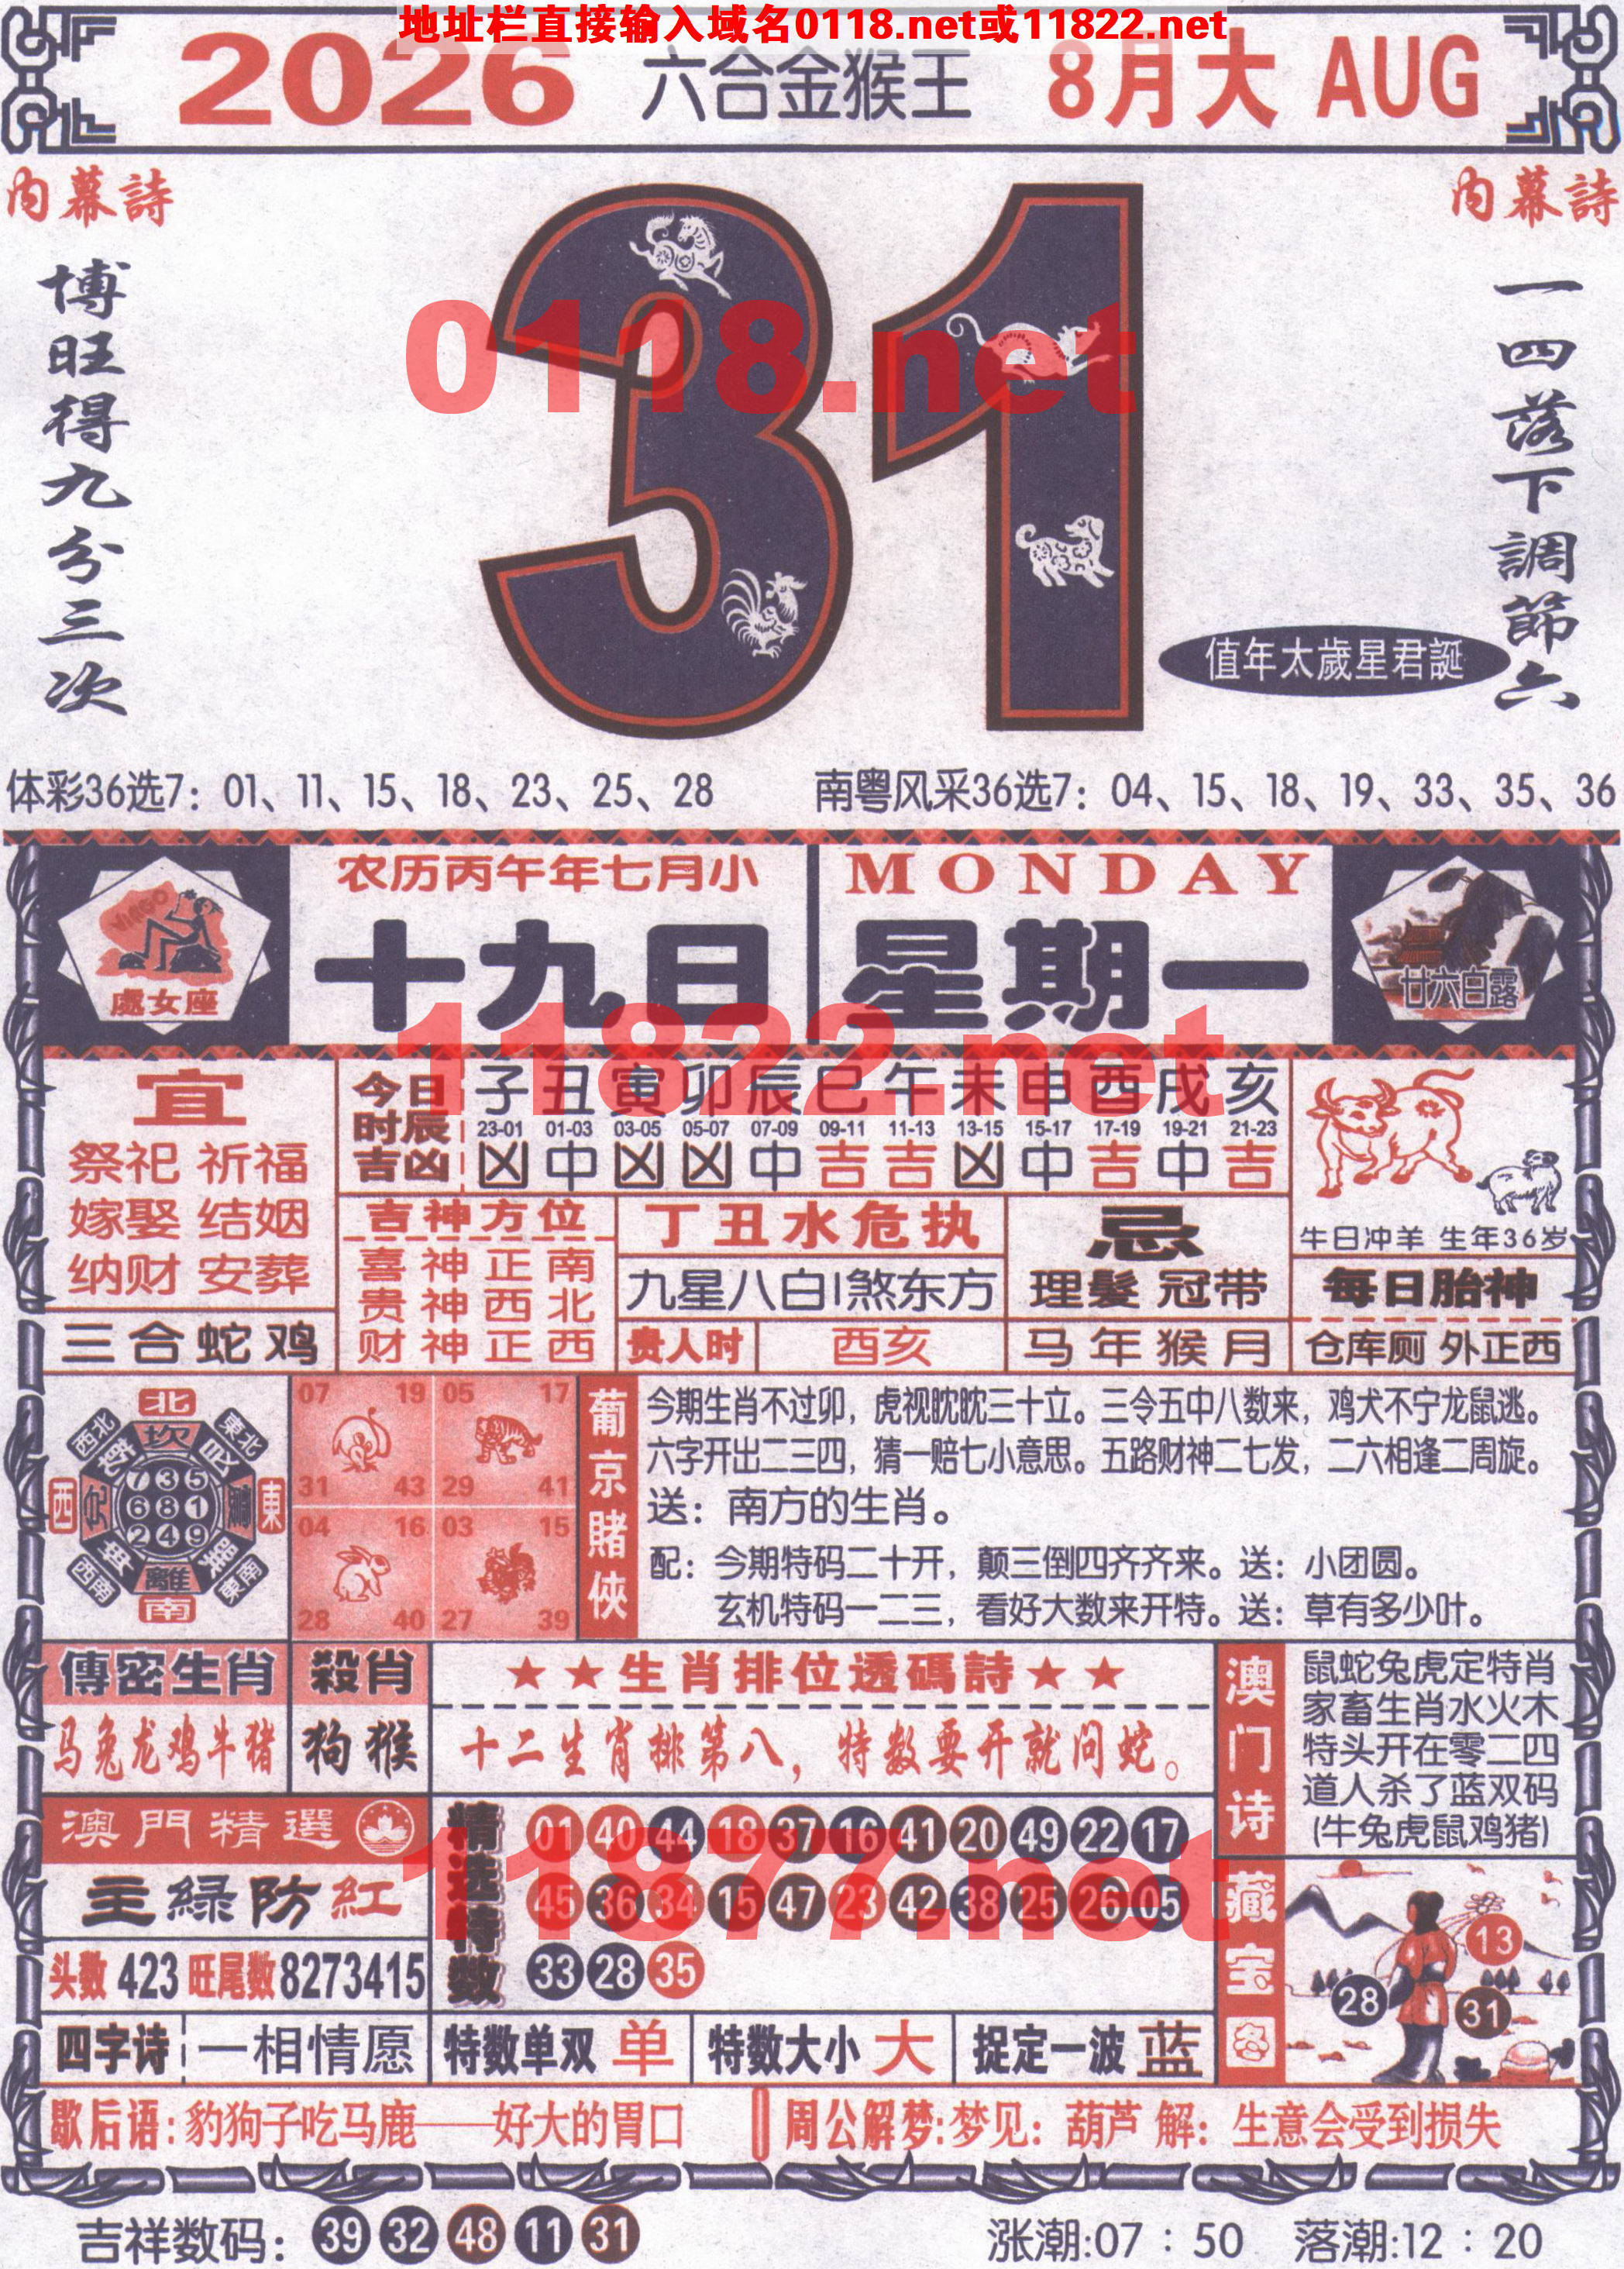 地址栏直接输入域名0118.net或11822.net
2026 六合金猴王 8月大 AUG
内幕詩
博旺得九分三次
31
内幕詩
一四落下調節六
值年太歲星君誕
0118.net
体彩36选7：01、11、15、18、23、25、28
南粤风采36选7：04、15、18、19、33、35、36
處女座
农历丙午年七月小
十九日
MONDAY
星期一
廿六白露
11822.net
宜
祭祀 祈福
嫁娶 结姻
纳财 安葬
三合蛇鸡
今日时辰吉凶
子 丑 寅 卯 辰 巳 午 未 申 酉 戌 亥
23-01 01-03 03-05 05-07 07-09 09-11 11-13 13-15 15-17 17-19 19-21 21-23
凶 中 凶 凶 中 吉 吉 凶 中 吉 中 吉
吉神方位
喜神正南
贵神西北
财神正西
丁丑水危执
九星八白|煞东方
贵人时 酉亥
忌
理髮 冠带
马年猴月
牛日冲羊 生年36岁
每日胎神
仓库厕 外正西
北
西北 坎 東北
735
西 681 東
249
西南 離 東南
南
07 19 05 17
31 43 29 41
04 16 03 15
28 40 27 39
葡京賭俠
今期生肖不过卯，虎视眈眈三十立。三令五中八数来，鸡犬不宁龙鼠逃。
六字开出二三四，猜一赔七小意思。五路财神二七发，二六相逢二周旋。
送：南方的生肖。
配：今期特码二十开，颠三倒四齐齐来。送：小团圆。
玄机特码一二三，看好大数来开特。送：草有多少叶。
傳密生肖
马兔龙鸡牛猪
殺肖
狗猴
★★生肖排位透碼詩★★
十二生肖排第八，特数要开就问蛇。
澳门诗
鼠蛇兔虎定特肖
家畜生肖水火木
特头开在零二四
道人杀了蓝双码
(牛兔虎鼠鸡猪)
澳門精選
主緑防紅
头数 423 旺尾数 8273415
精选特数
01 40 44 18 37 16 41 20 49 22 17
45 36 34 15 47 23 42 38 25 26 05
33 28 35
11877.net
藏宝图
13
28
31
四字诗 一相情愿
特数单双 单
特数大小 大
捉定一波 蓝
歇后语：豹狗子吃马鹿——好大的胃口
周公解梦：梦见：葫芦 解：生意会受到损失
吉祥数码：39 32 48 11 31
涨潮:07：50 落潮:12：20